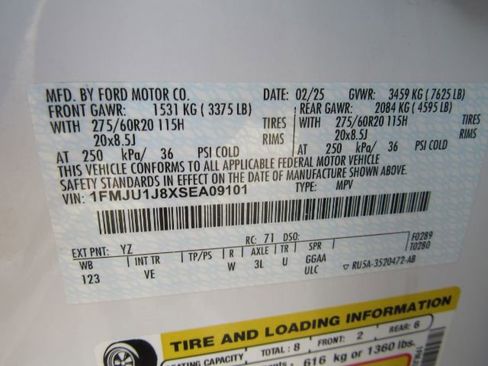 MFD. BY FORD MOTOR CO. DATE: 02/25 GVWR: 3459 KG ( 7625 LB)
FRONT GAWR: 1531 KG ( 3375 LB) REAR GAWR: 2084 KG ( 4595 LB)
WITH 275/60R20 115H TIRES WITH 275/60R20 115H TIRES
20x8.5J RIMS 20x8.5J RIMS
AT 250 kPa/ 36 PSI COLD AT 250 kPa/ 36 PSI COLD
THIS VEHICLE CONFORMS TO ALL APPLICABLE FEDERAL MOTOR VEHICLE
SAFETY STANDARDS IN EFFECT ON THE DATE OF MANUFACTURE SHOWN ABOVE.
VIN: 1FMJU1J8XSEA09101 TYPE: MPV
F0289
T0280
EXT PNT: YZ RC: 71 DSO:
WB INT TR TP/PS R AXLE TR SPR
123 VE W 3L U GGAA
ULC ▽ RU5A-3520472-AB
TIRE AND LOADING INFORMATION
SEATING CAPACITY TOTAL : 8 FRONT: 2 REAR: 6
616 kg or 1360 lbs.